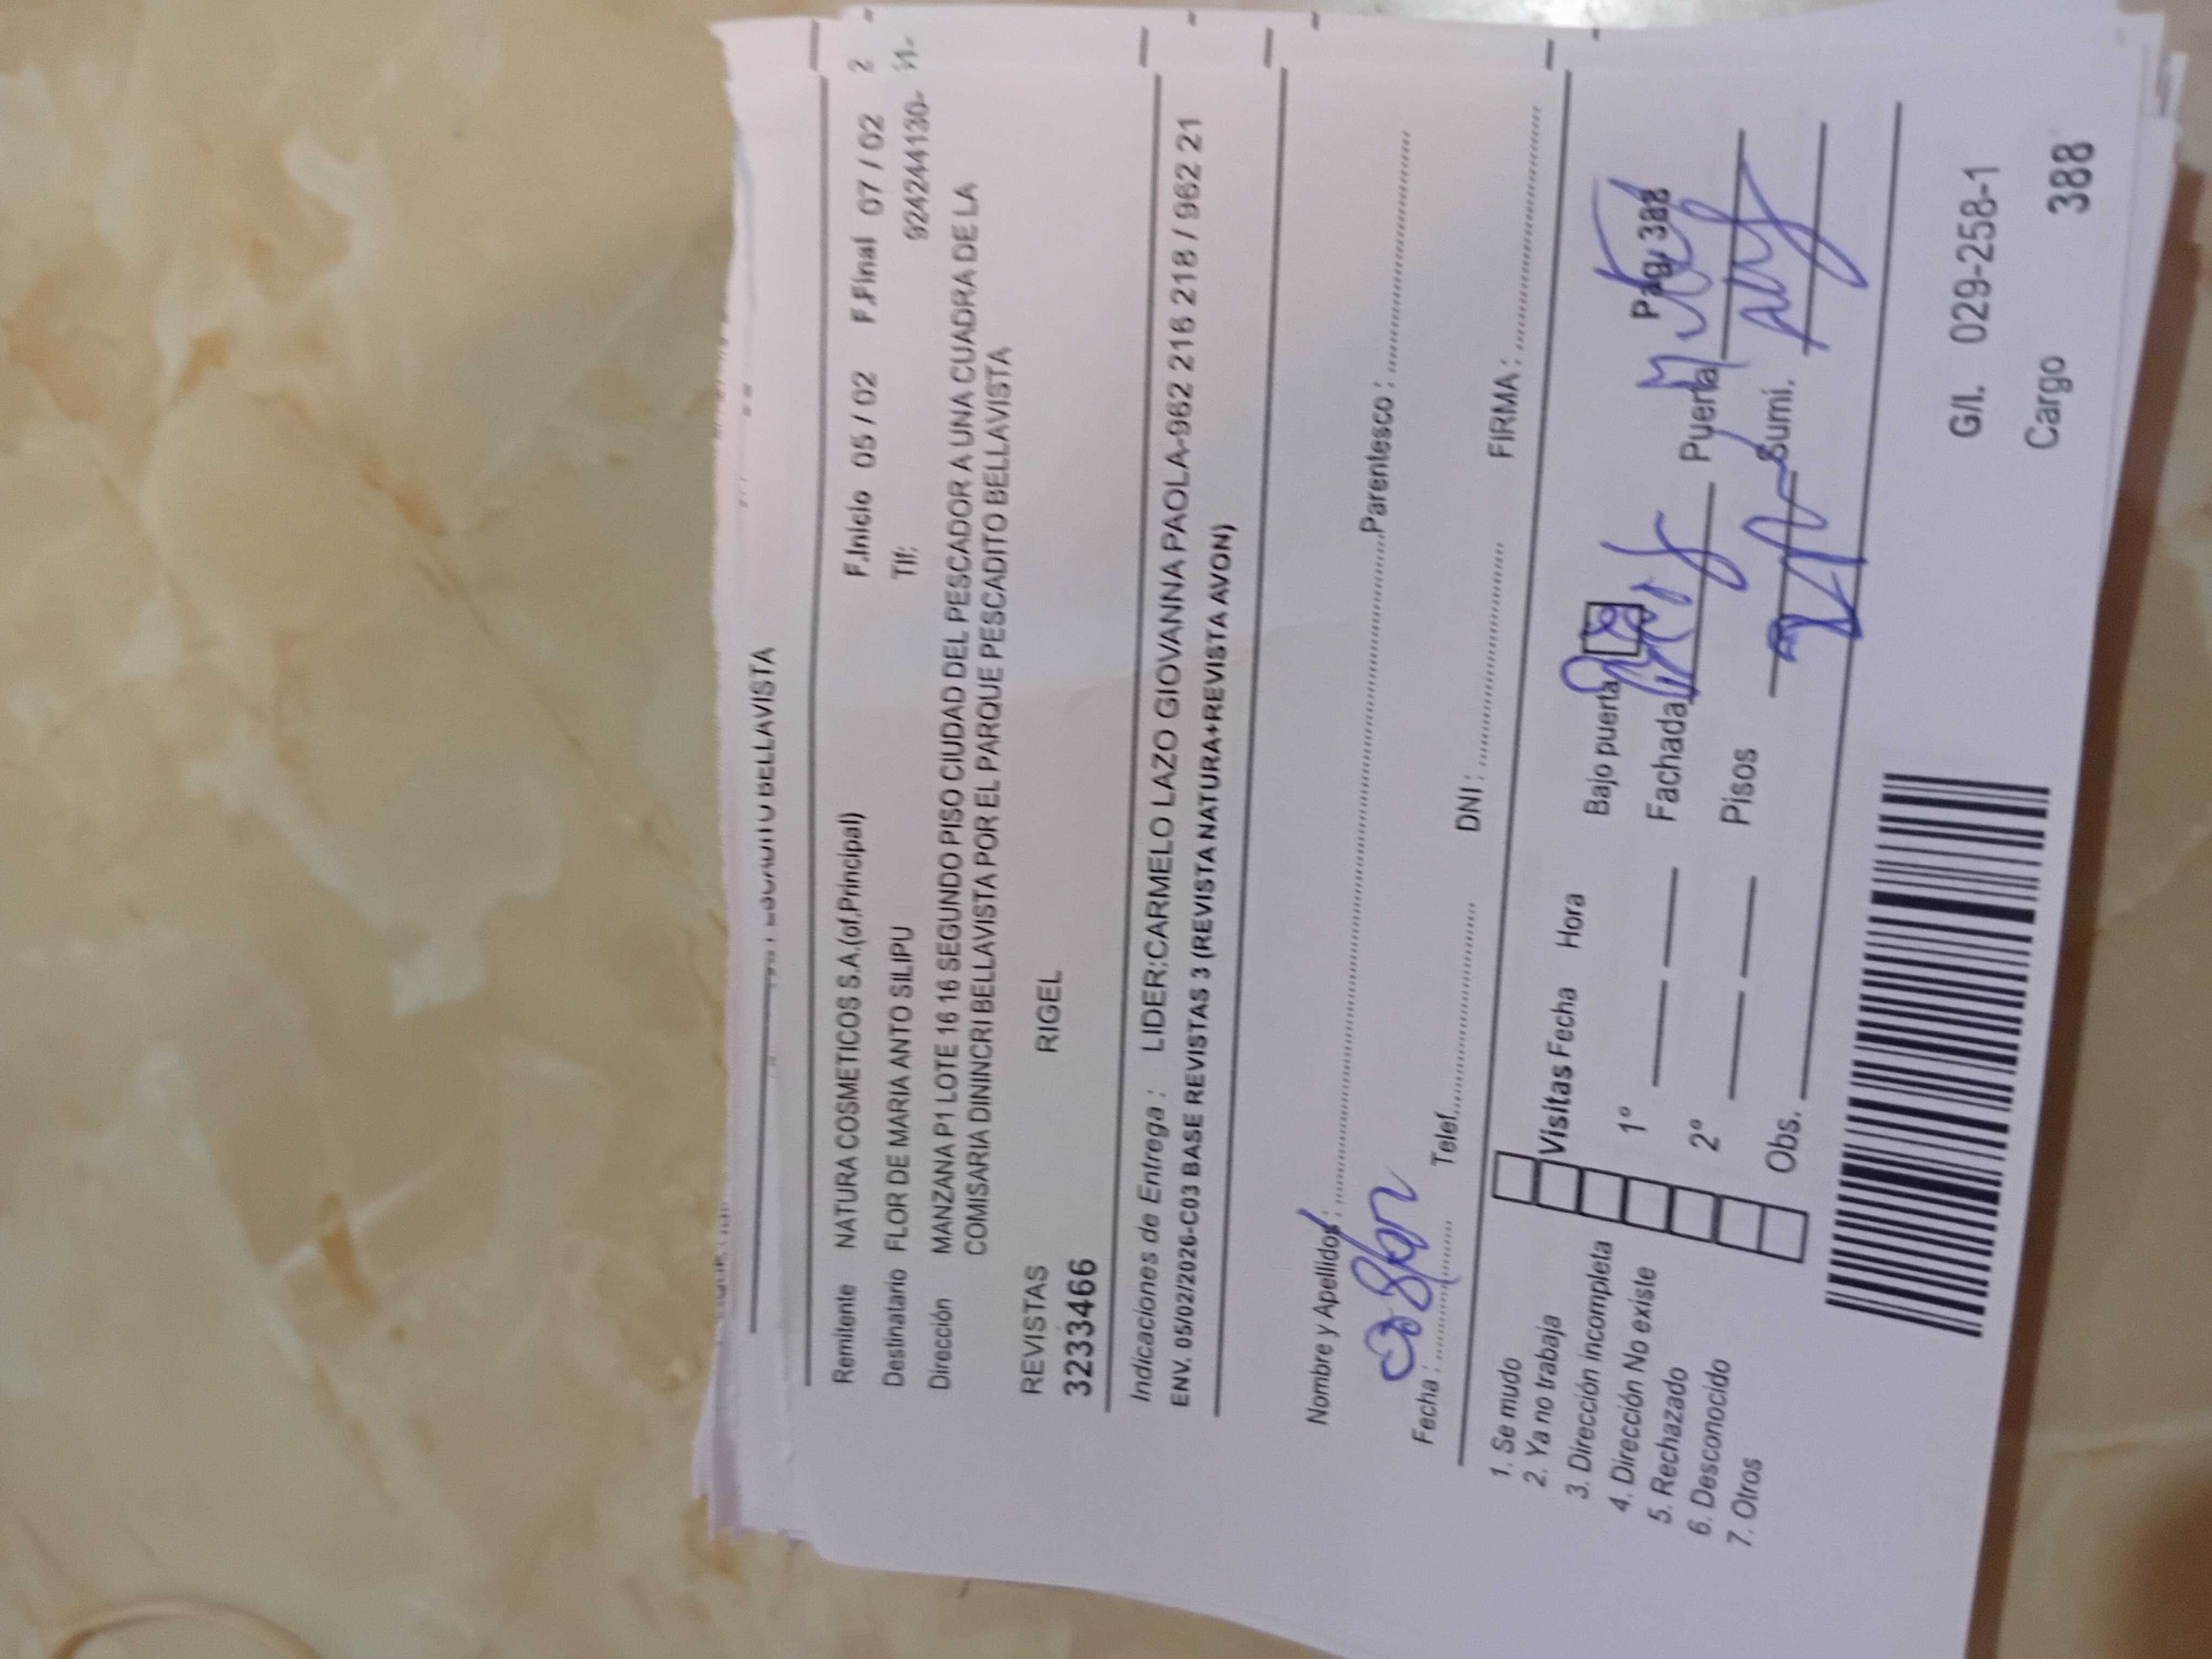 BELLAVISTA
Remitente NATURA COSMETICOS S.A.(of.Principal) F.Inicio 05 / 02 F.Final 07 / 02 2
Destinatario FLOR DE MARIA ANTO SILIPU Tlf: 924244130-
Dirección MANZANA P1 LOTE 16 16 SEGUNDO PISO CIUDAD DEL PESCADOR A UNA CUADRA DE LA
COMISARIA DININCRI BELLAVISTA POR EL PARQUE PESCADITO BELLAVISTA
REVISTAS RIGEL
3233466
Indicaciones de Entrega : LIDER:CARMELO LAZO GIOVANNA PAOLA-962 216 218 / 962 21
ENV. 05/02/2026-C03 BASE REVISTAS 3 (REVISTA NATURA+REVISTA AVON)
Nombre y Apellidos : Parentesco :
Fecha : Telef. DNI : FIRMA :
1. Se mudo
2. Ya no trabaja
3. Dirección incompleta
4. Dirección No existe
5. Rechazado
6. Desconocido
7. Otros
Visitas Fecha Hora Bajo puerta Pag. 388
1º Fachada Puerta
2º Pisos Sumi.
Obs.
G/I. 029-258-1
Cargo 388